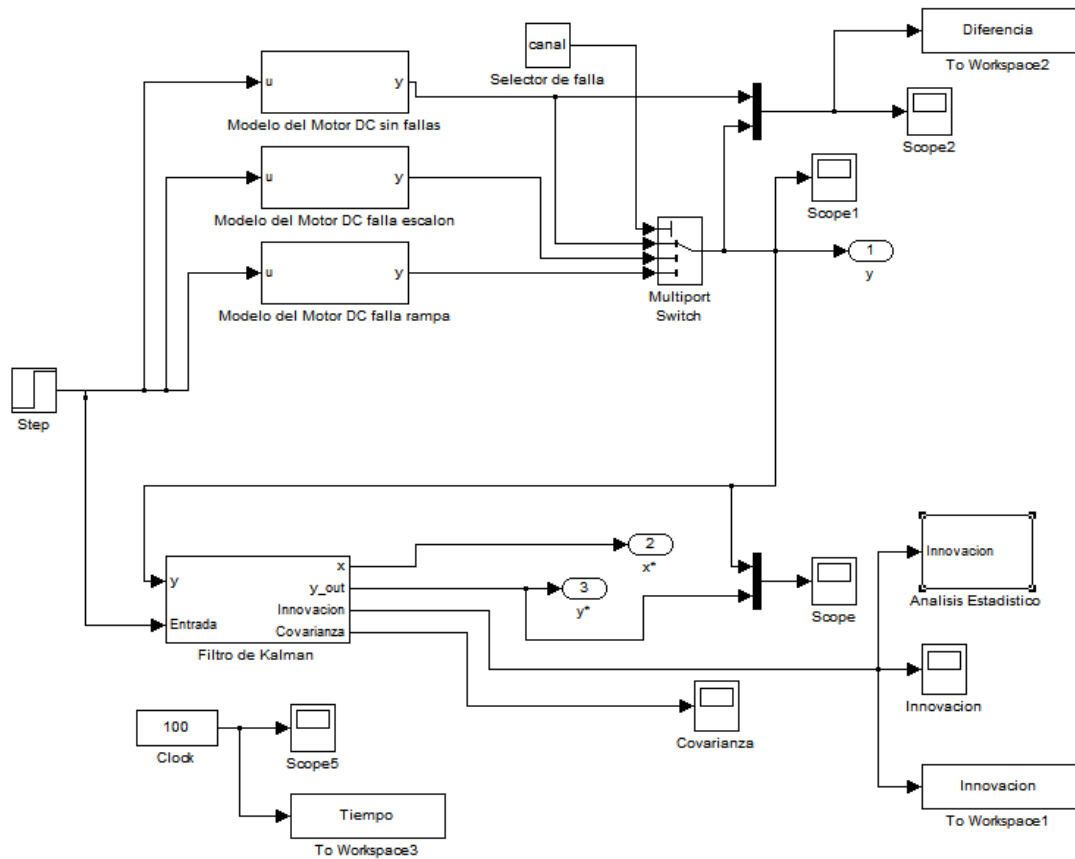 Diferencia
To Workspace2
canal
Selector de falla
u
y
Modelo del Motor DC sin fallas
Scope2
u
y
Modelo del Motor DC falla escalon
Scope1
u
y
Modelo del Motor DC falla rampa
Multiport
Switch
1
y
Step
y
Entrada
x
y_out
Innovacion
Covarianza
Filtro de Kalman
2
x*
3
y*
Scope
Innovacion
Analisis Estadistico
Innovacion
Covarianza
100
Clock
Scope5
Tiempo
To Workspace3
Innovacion
To Workspace1